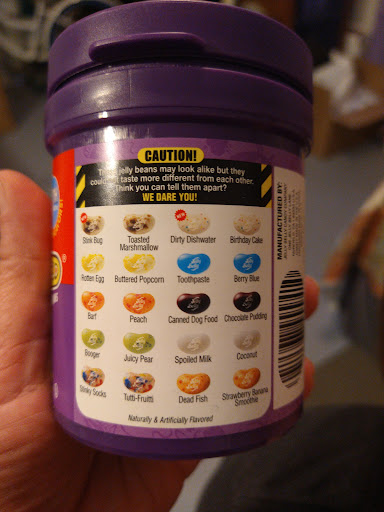 CAUTION!
These jelly beans may look alike but they
couldn't taste more different from each other.
Think you can tell them apart?
WE DARE YOU!
Stink Bug
Toasted
Marshmallow
Dirty Dishwater
Birthday Cake
Rotten Egg
Buttered Popcorn
Toothpaste
Berry Blue
Barf
Peach
Canned Dog Food
Chocolate Pudding
Booger
Juicy Pear
Spoiled Milk
Coconut
Stinky Socks
Tutti-Fruitti
Dead Fish
Strawberry Banana
Smoothie
Naturally & Artificially Flavored
MANUFACTURED BY: